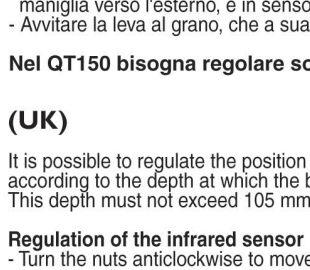 maniglia verso l'esterno, e in senso
- Avvitare la leva al grano, che a sua
Nel QT150 bisogna regolare so
(UK)
It is possible to regulate the position
according to the depth at which the b
This depth must not exceed 105 mm
Regulation of the infrared sensor
- Turn the nuts anticlockwise to move